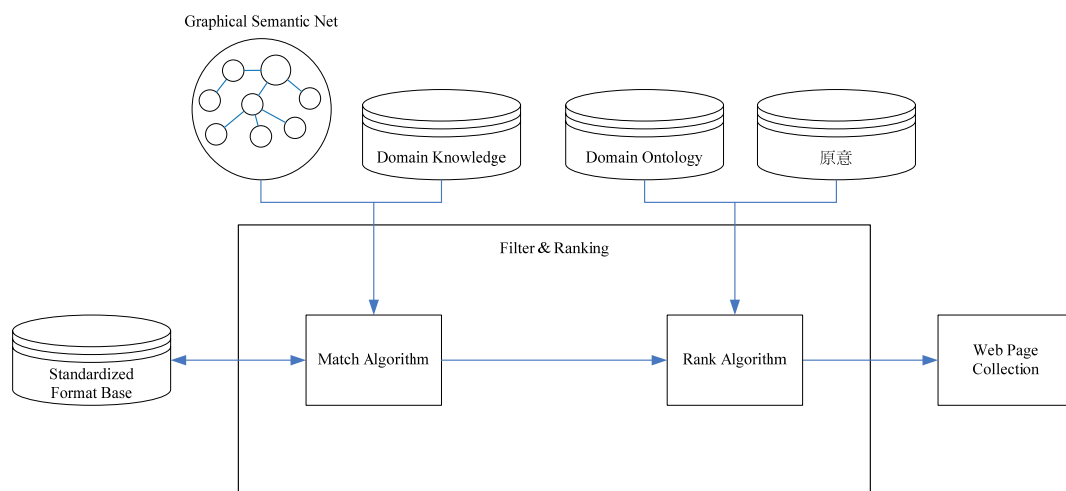 Graphical Semantic Net
Domain Knowledge
Domain Ontology
原意
Filter & Ranking
Standardized
Format Base
Match Algorithm
Rank Algorithm
Web Page
Collection